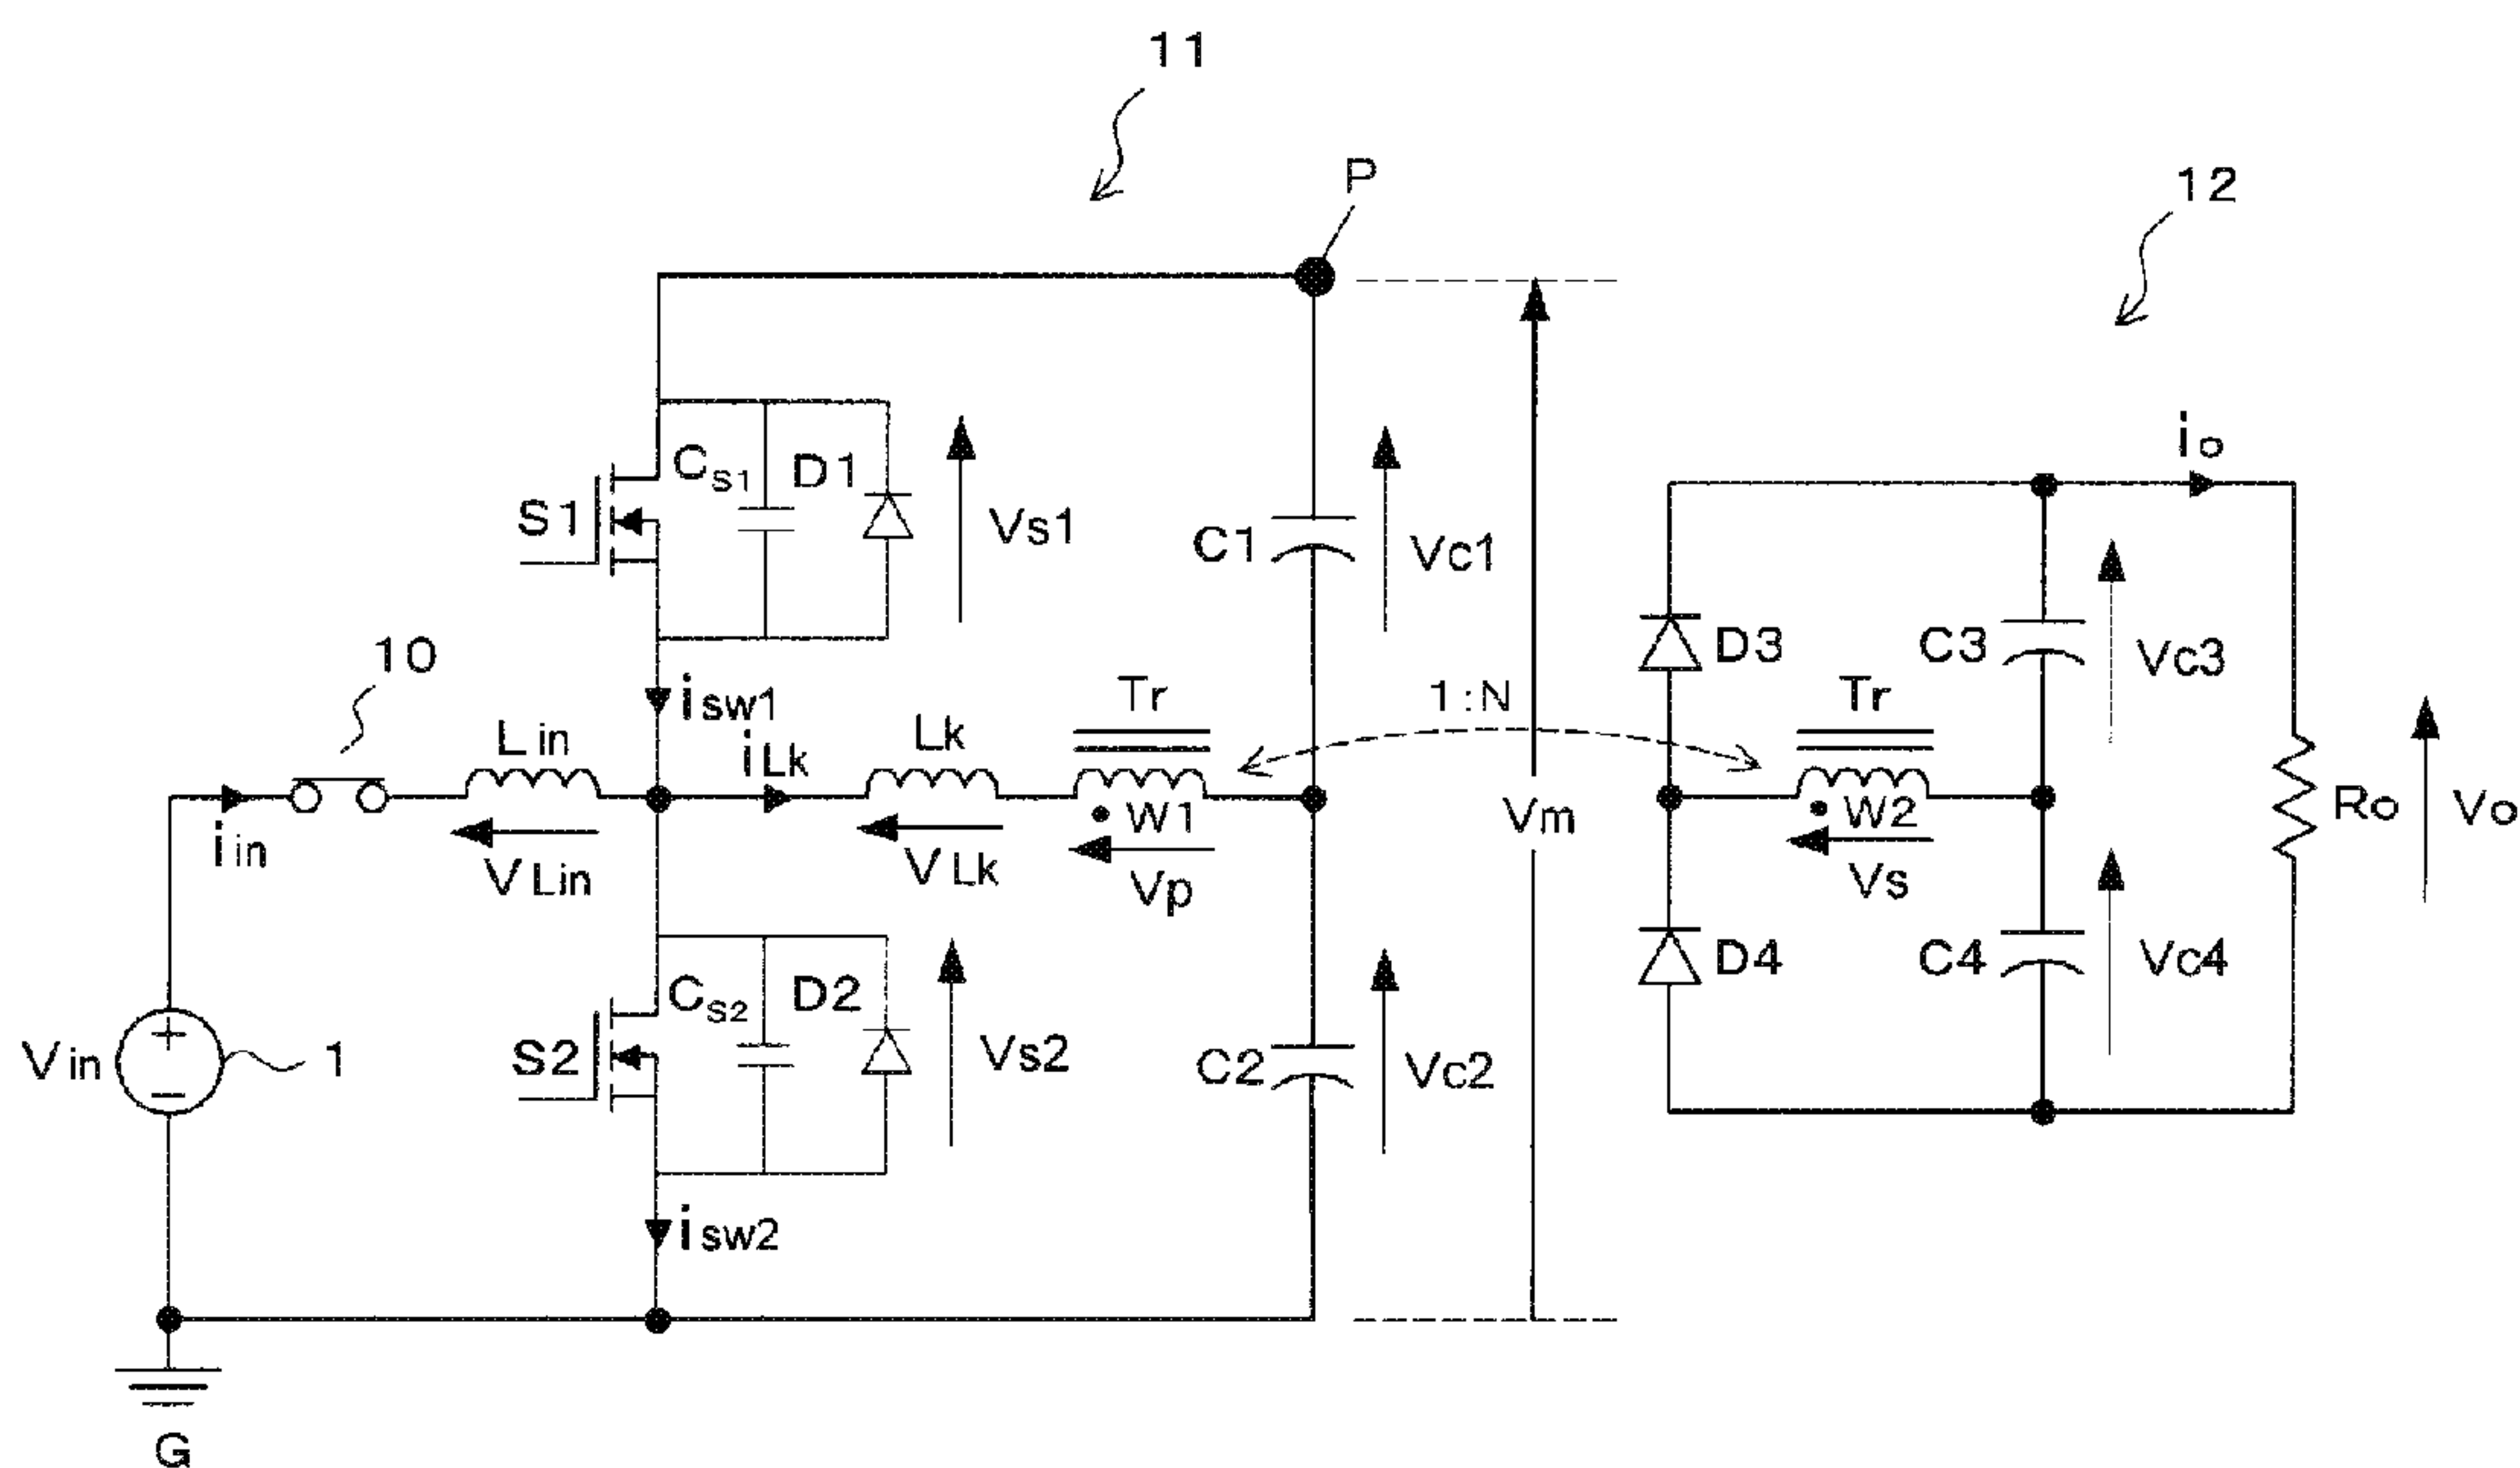 11
P
12
io
CS1
D1
S1
Vs1
C1
Vc1
10
D3
C3
Vc3
isw1
Tr
1:N
Tr
Lin
iLk
Lk
iin
VLin
VLk
W1
Vp
Vm
W2
Vs
Ro
Vo
D4
C4
Vc4
CS2
D2
Vin
+
−
1
S2
Vs2
C2
Vc2
isw2
G